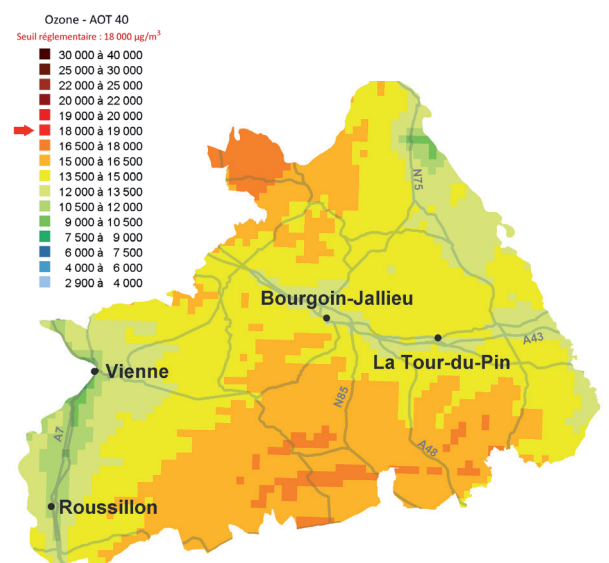 Ozone - AOT 40
Seuil réglementaire : 18 000 µg/m³
30 000 à 40 000
25 000 à 30 000
22 000 à 25 000
20 000 à 22 000
19 000 à 20 000
18 000 à 19 000
16 500 à 18 000
15 000 à 16 500
13 500 à 15 000
12 000 à 13 500
10 500 à 12 000
9 000 à 10 500
7 500 à 9 000
6 000 à 7 500
4 000 à 6 000
2 900 à 4 000
N75
Bourgoin-Jallieu
A43
La Tour-du-Pin
Vienne
N85
A7
A48
Roussillon